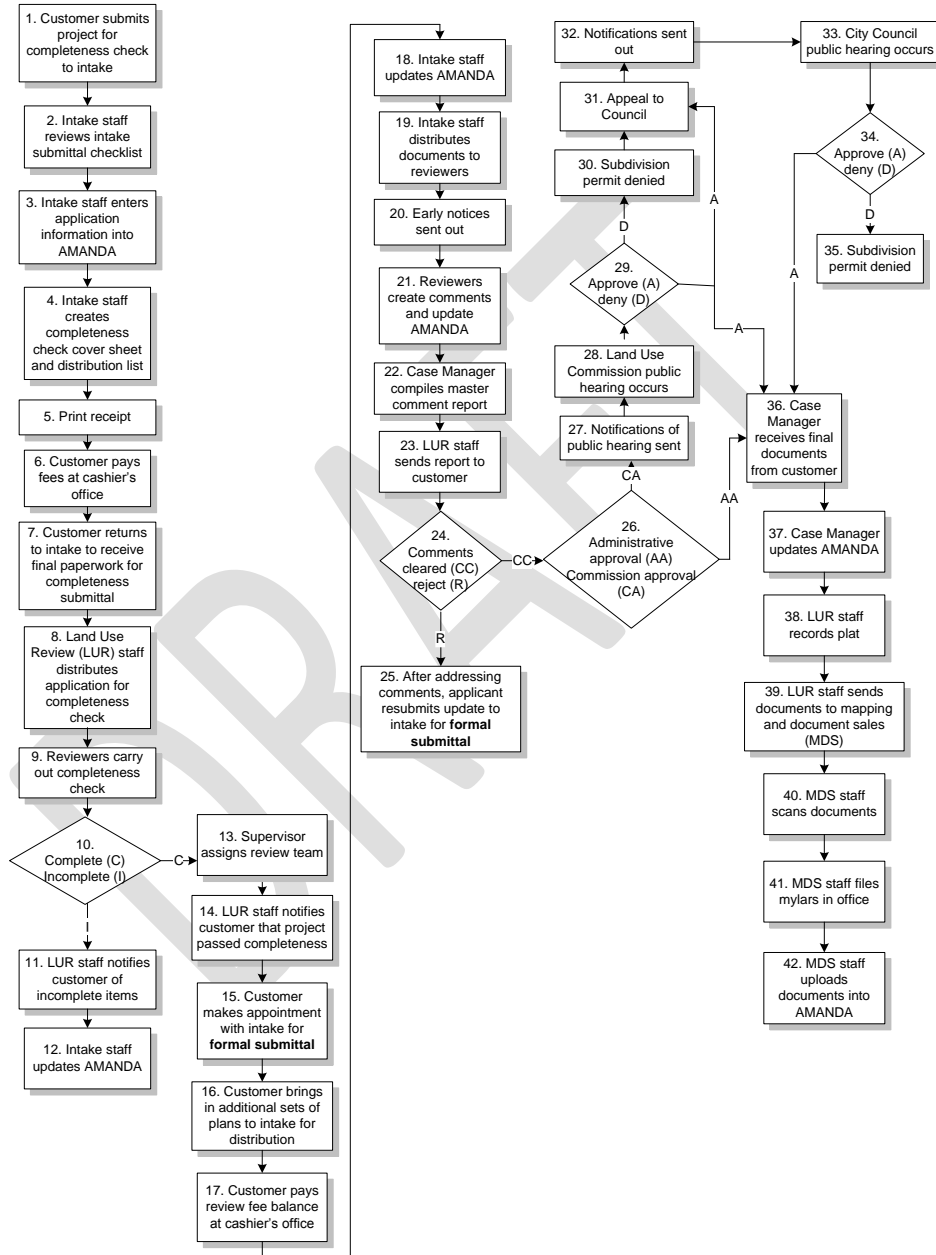 1. Customer submits
project for
completeness check
to intake
2. Intake staff
reviews intake
submittal checklist
3. Intake staff enters
application
information into
AMANDA
4. Intake staff
creates
completeness
check cover sheet
and distribution list
5. Print receipt
6. Customer pays
fees at cashier's
office
7. Customer returns
to intake to receive
final paperwork for
completeness
submittal
8. Land Use
Review (LUR) staff
distributes
application for
completeness
check
9. Reviewers carry
out completeness
check
10.
Complete (C)
Incomplete (I)
C
I
11. LUR staff notifies
customer of
incomplete items
12. Intake staff
updates AMANDA
13. Supervisor
assigns review team
14. LUR staff notifies
customer that project
passed completeness
15. Customer
makes appointment
with intake for
formal submittal
16. Customer brings
in additional sets of
plans to intake for
distribution
17. Customer pays
review fee balance
at cashier's office
18. Intake staff
updates AMANDA
19. Intake staff
distributes
documents to
reviewers
20. Early notices
sent out
21. Reviewers
create comments
and update
AMANDA
22. Case Manager
compiles master
comment report
23. LUR staff
sends report to
customer
24.
Comments
cleared (CC)
reject (R)
CC
R
25. After addressing
comments, applicant
resubmits update to
intake for formal
submittal
26.
Administrative
approval (AA)
Commission approval
(CA)
CA
AA
27. Notifications of
public hearing sent
28. Land Use
Commission public
hearing occurs
29.
Approve (A)
deny (D)
D
A
A
30. Subdivision
permit denied
31. Appeal to
Council
32. Notifications sent
out
33. City Council
public hearing occurs
34.
Approve (A)
deny (D)
D
A
35. Subdivision
permit denied
36. Case
Manager
receives final
documents
from customer
37. Case Manager
updates AMANDA
38. LUR staff
records plat
39. LUR staff sends
documents to mapping
and document sales
(MDS)
40. MDS staff
scans documents
41. MDS staff files
mylars in office
42. MDS staff
uploads
documents into
AMANDA
DRAFT